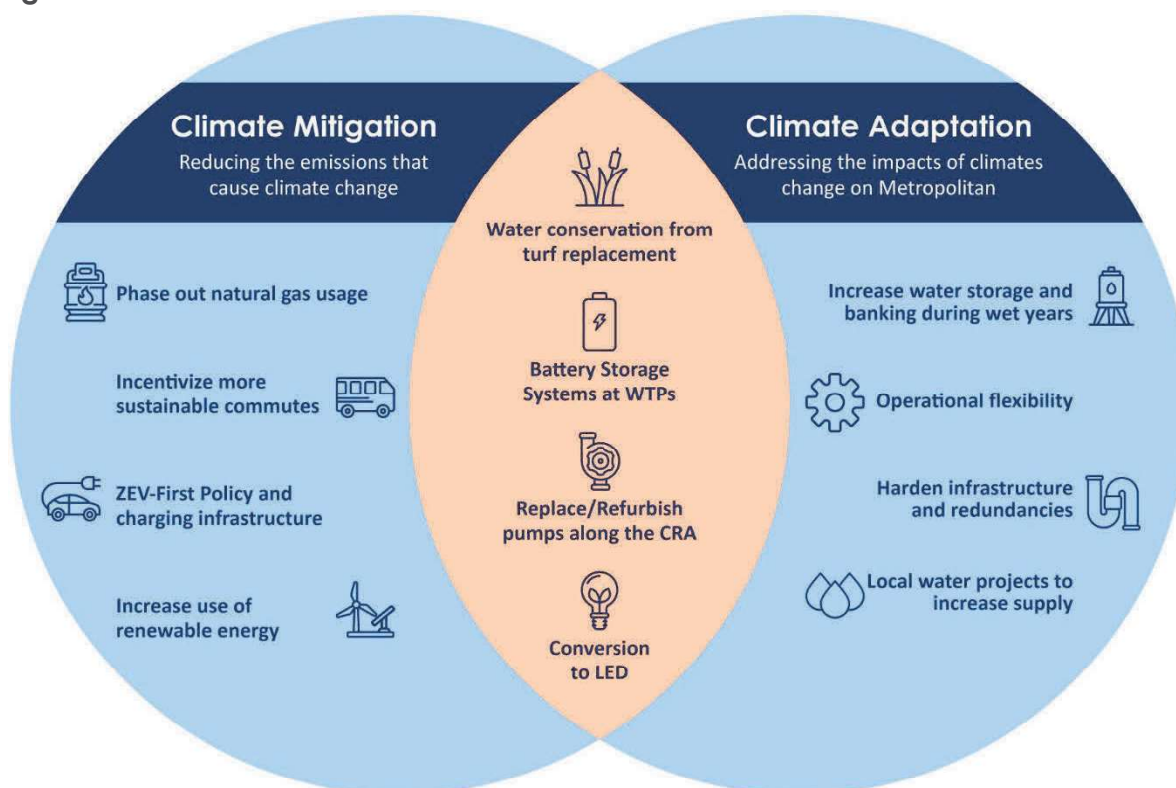 Climate Mitigation
Reducing the emissions that
cause climate change
Phase out natural gas usage
Incentivize more
sustainable commutes
ZEV-First Policy and
charging infrastructure
Increase use of
renewable energy
Water conservation from
turf replacement
Battery Storage
Systems at WTPs
Replace/Refurbish
pumps along the CRA
Conversion
to LED
Climate Adaptation
Addressing the impacts of climates
change on Metropolitan
Increase water storage and
banking during wet years
Operational flexibility
Harden infrastructure
and redundancies
Local water projects to
increase supply